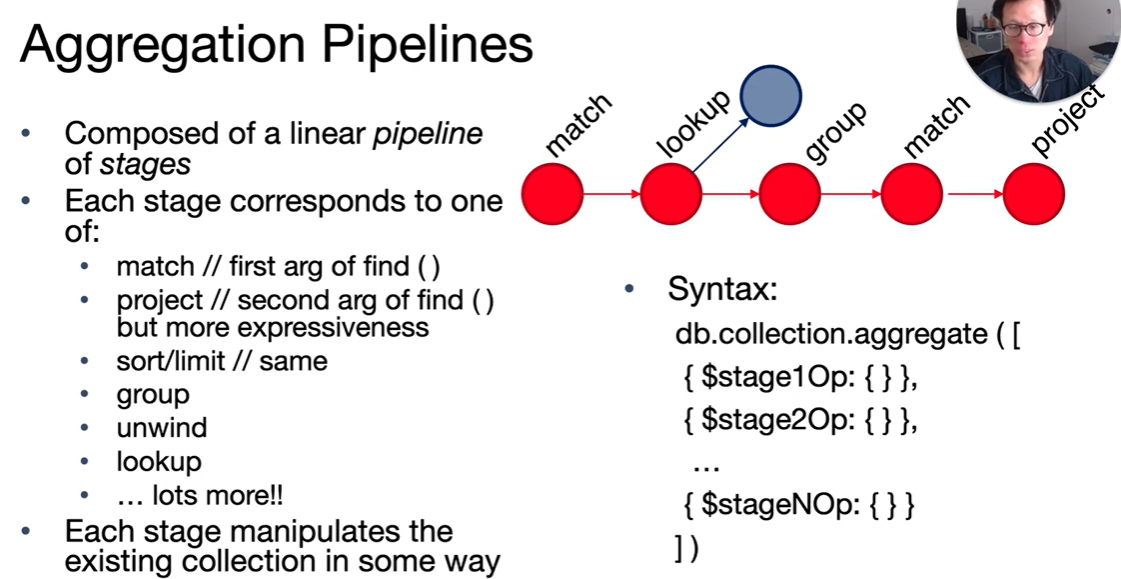 Aggregation Pipelines
• Composed of a linear pipeline
of stages
• Each stage corresponds to one
of:
• match // first arg of find ( )
• project // second arg of find ( )
but more expressiveness
• sort/limit // same
• group
• unwind
• lookup
• … lots more!!
• Each stage manipulates the
existing collection in some way
match
lookup
group
match
project
• Syntax:
db.collection.aggregate ( [
{ $stage1Op: { } },
{ $stage2Op: { } },
…
{ $stageNOp: { } }
] )